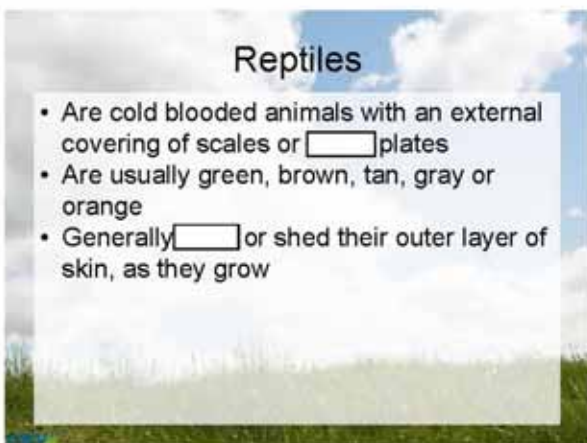 Reptiles
• Are cold blooded animals with an external
covering of scales or plates
• Are usually green, brown, tan, gray or
orange
• Generally or shed their outer layer of
skin, as they grow